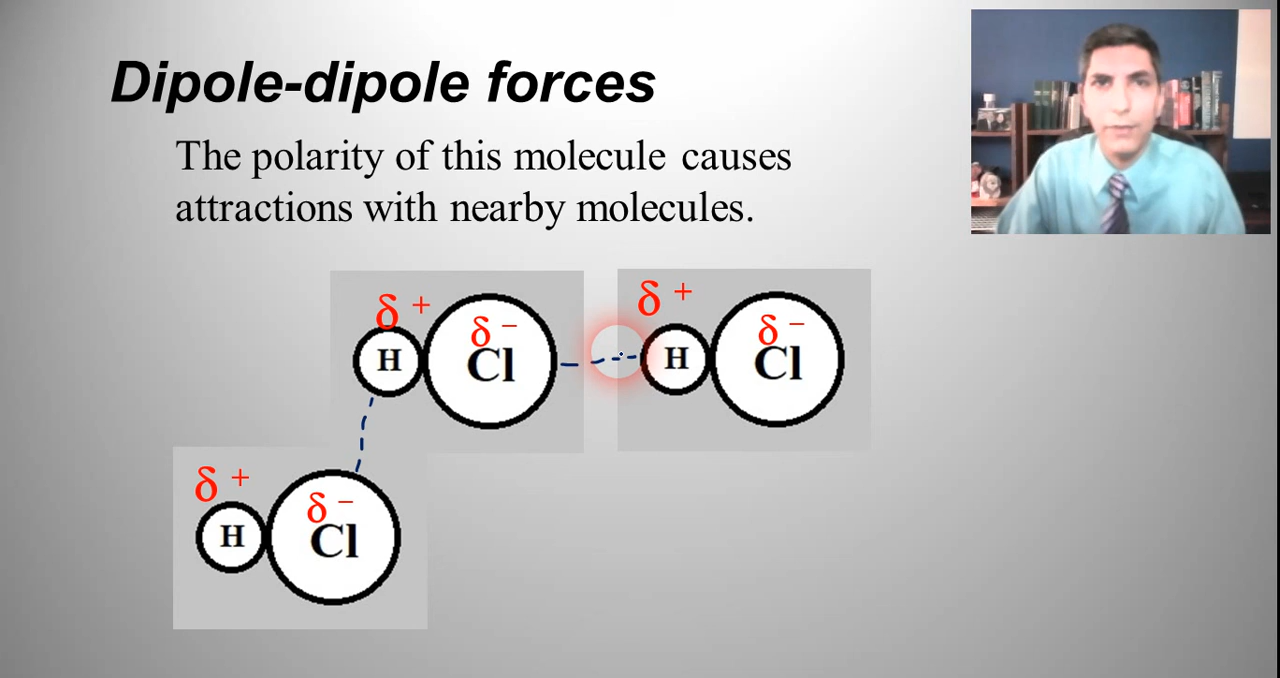 Dipole-dipole forces
The polarity of this molecule causes
attractions with nearby molecules.
δ + δ − H Cl
δ + δ − H Cl
δ + δ − H Cl